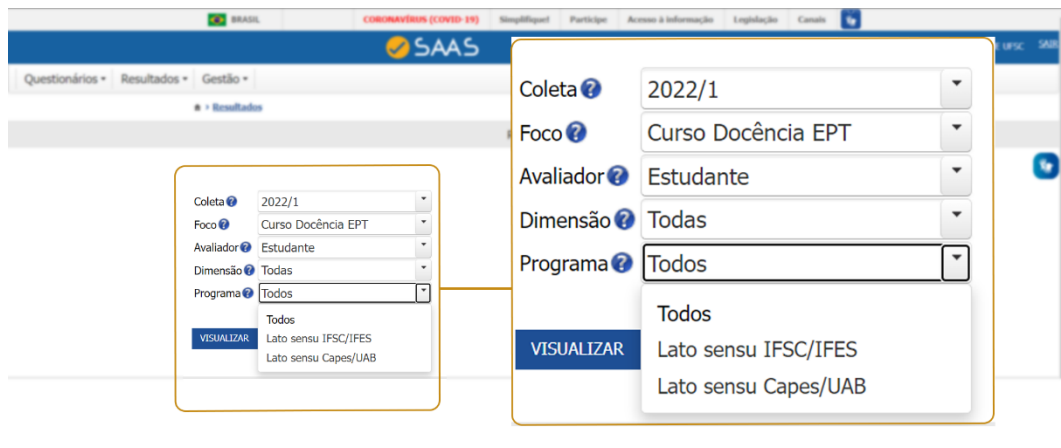 BRASIL CORONAVÍRUS (COVID-19) Simplifique! Participe Acesso à informação Legislação Canais
SAAS
UFSC
Questionários Resultados Gestão
Resultados
Coleta 2022/1
Foco Curso Docência EPT
Avaliador Estudante
Dimensão Todas
Programa Todos
Todos
VISUALIZAR Lato sensu IFSC/IFES
Lato sensu Capes/UAB
Coleta 2022/1
Foco Curso Docência EPT
Avaliador Estudante
Dimensão Todas
Programa Todos
Todos
VISUALIZAR Lato sensu IFSC/IFES
Lato sensu Capes/UAB